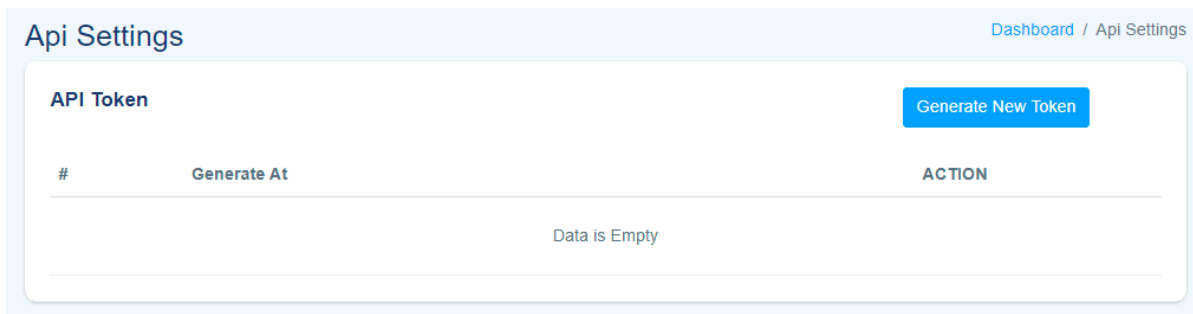 Api Settings
Dashboard / Api Settings
API Token
Generate New Token
# Generate At ACTION
Data is Empty